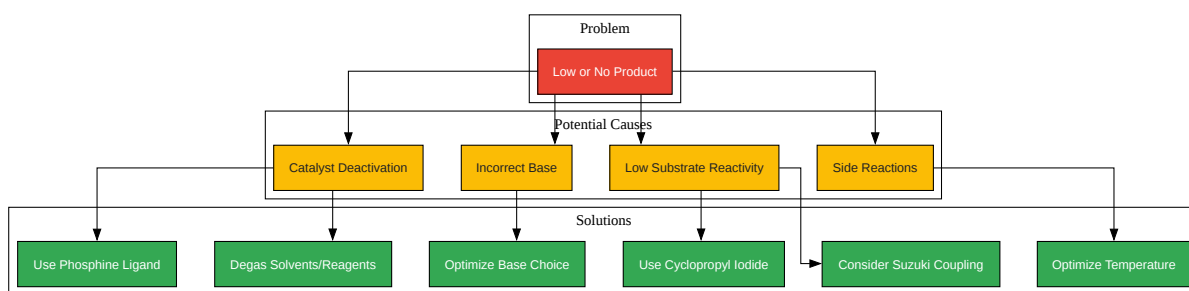 Problem
Low or No Product
Potential Causes
Catalyst Deactivation
Incorrect Base
Low Substrate Reactivity
Side Reactions
Solutions
Use Phosphine Ligand
Degas Solvents/Reagents
Optimize Base Choice
Use Cyclopropyl Iodide
Consider Suzuki Coupling
Optimize Temperature